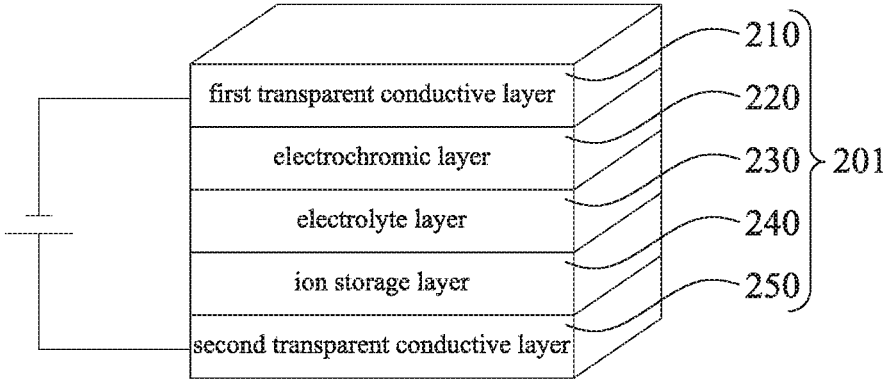 210
first transparent conductive layer
220
electrochromic layer
230
201
electrolyte layer
240
ion storage layer
250
second transparent conductive layer